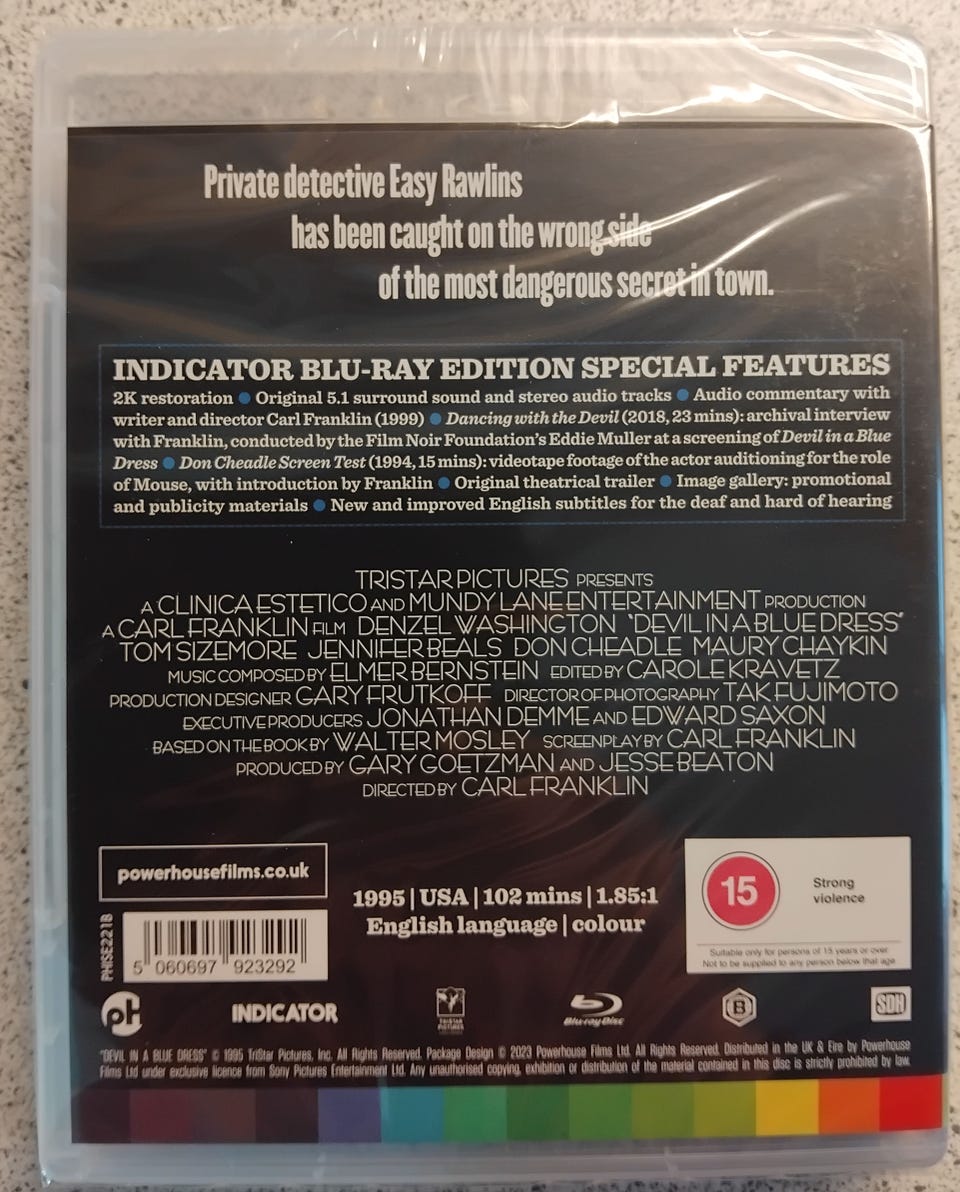 Private detective Easy Rawlins
has been caught on the wrong side
of the most dangerous secret in town.
INDICATOR BLU-RAY EDITION SPECIAL FEATURES
2K restoration ● Original 5.1 surround sound and stereo audio tracks ● Audio commentary with
writer and director Carl Franklin (1999) ● Dancing with the Devil (2018, 23 mins): archival interview
with Franklin, conducted by the Film Noir Foundation's Eddie Muller at a screening of Devil in a Blue
Dress ● Don Cheadle Screen Test (1994, 15 mins): videotape footage of the actor auditioning for the role
of Mouse, with introduction by Franklin ● Original theatrical trailer ● Image gallery: promotional
and publicity materials ● New and improved English subtitles for the deaf and hard of hearing
TRISTAR PICTURES PRESENTS
A CLINICA ESTETICO AND MUNDY LANE ENTERTAINMENT PRODUCTION
A CARL FRANKLIN FILM DENZEL WASHINGTON 'DEVIL IN A BLUE DRESS'
TOM SIZEMORE JENNIFER BEALS DON CHEADLE MAURY CHAYKIN
MUSIC COMPOSED BY ELMER BERNSTEIN EDITED BY CAROLE KRAVETZ
PRODUCTION DESIGNER GARY FRUTKOFF DIRECTOR OF PHOTOGRAPHY TAK FUJIMOTO
EXECUTIVE PRODUCERS JONATHAN DEMME AND EDWARD SAXON
BASED ON THE BOOK BY WALTER MOSLEY SCREENPLAY BY CARL FRANKLIN
PRODUCED BY GARY GOETZMAN AND JESSE BEATON
DIRECTED BY CARL FRANKLIN
powerhousefilms.co.uk
1995 | USA | 102 mins | 1.85:1
English language | colour
15
Strong
violence
Suitable only for persons of 15 years or over.
Not to be supplied to any person below that age.
PHISE221B
5 060697 923292
pH
INDICATOR
TRISTAR
PICTURES
Blu-ray Disc
B
SDH
"DEVIL IN A BLUE DRESS" © 1995 TriStar Pictures, Inc. All Rights Reserved. Package Design © 2023 Powerhouse Films Ltd. All Rights Reserved. Distributed in the UK & Eire by Powerhouse
Films Ltd under exclusive licence from Sony Pictures Entertainment Ltd. Any unauthorised copying, exhibition or distribution of the material contained in this disc is strictly prohibited by law.